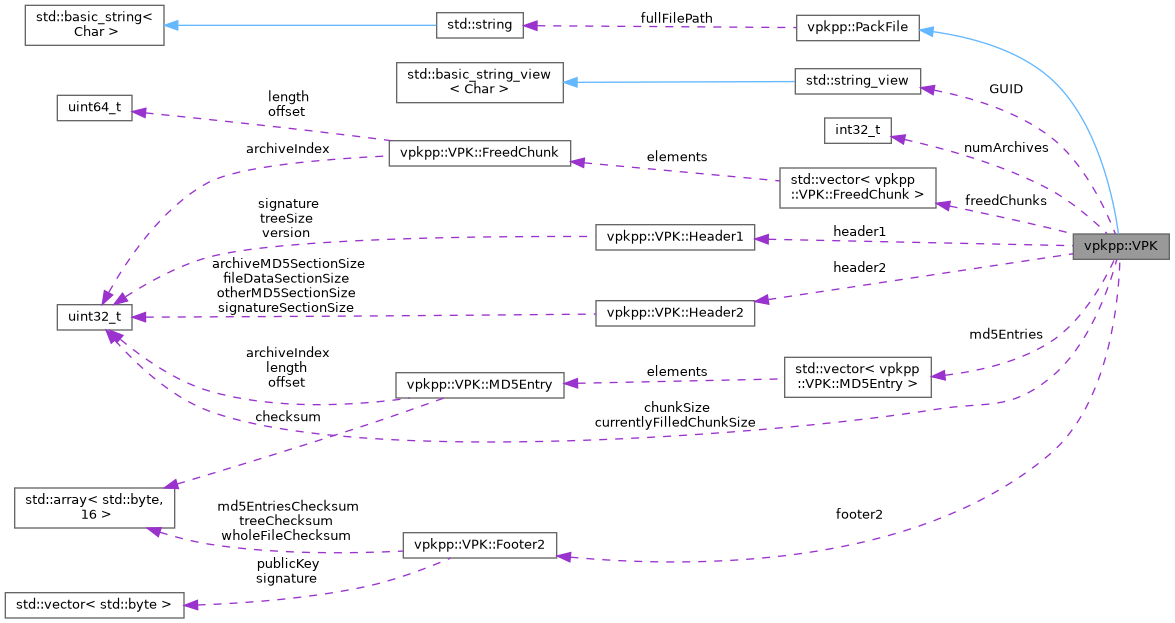 std::basic_string<
Char >
std::string
fullFilePath
vpkpp::PackFile
std::basic_string_view
< Char >
std::string_view
GUID
uint64_t
length
offset
int32_t
numArchives
archiveIndex
vpkpp::VPK::FreedChunk
elements
std::vector< vpkpp
::VPK::FreedChunk >
freedChunks
signature
treeSize
version
vpkpp::VPK::Header1
header1
vpkpp::VPK
archiveMD5SectionSize
fileDataSectionSize
otherMD5SectionSize
signatureSectionSize
header2
uint32_t
vpkpp::VPK::Header2
md5Entries
archiveIndex
length
offset
vpkpp::VPK::MD5Entry
elements
std::vector< vpkpp
::VPK::MD5Entry >
checksum
chunkSize
currentlyFilledChunkSize
std::array< std::byte,
16 >
md5EntriesChecksum
treeChecksum
wholeFileChecksum
footer2
vpkpp::VPK::Footer2
publicKey
signature
std::vector< std::byte >